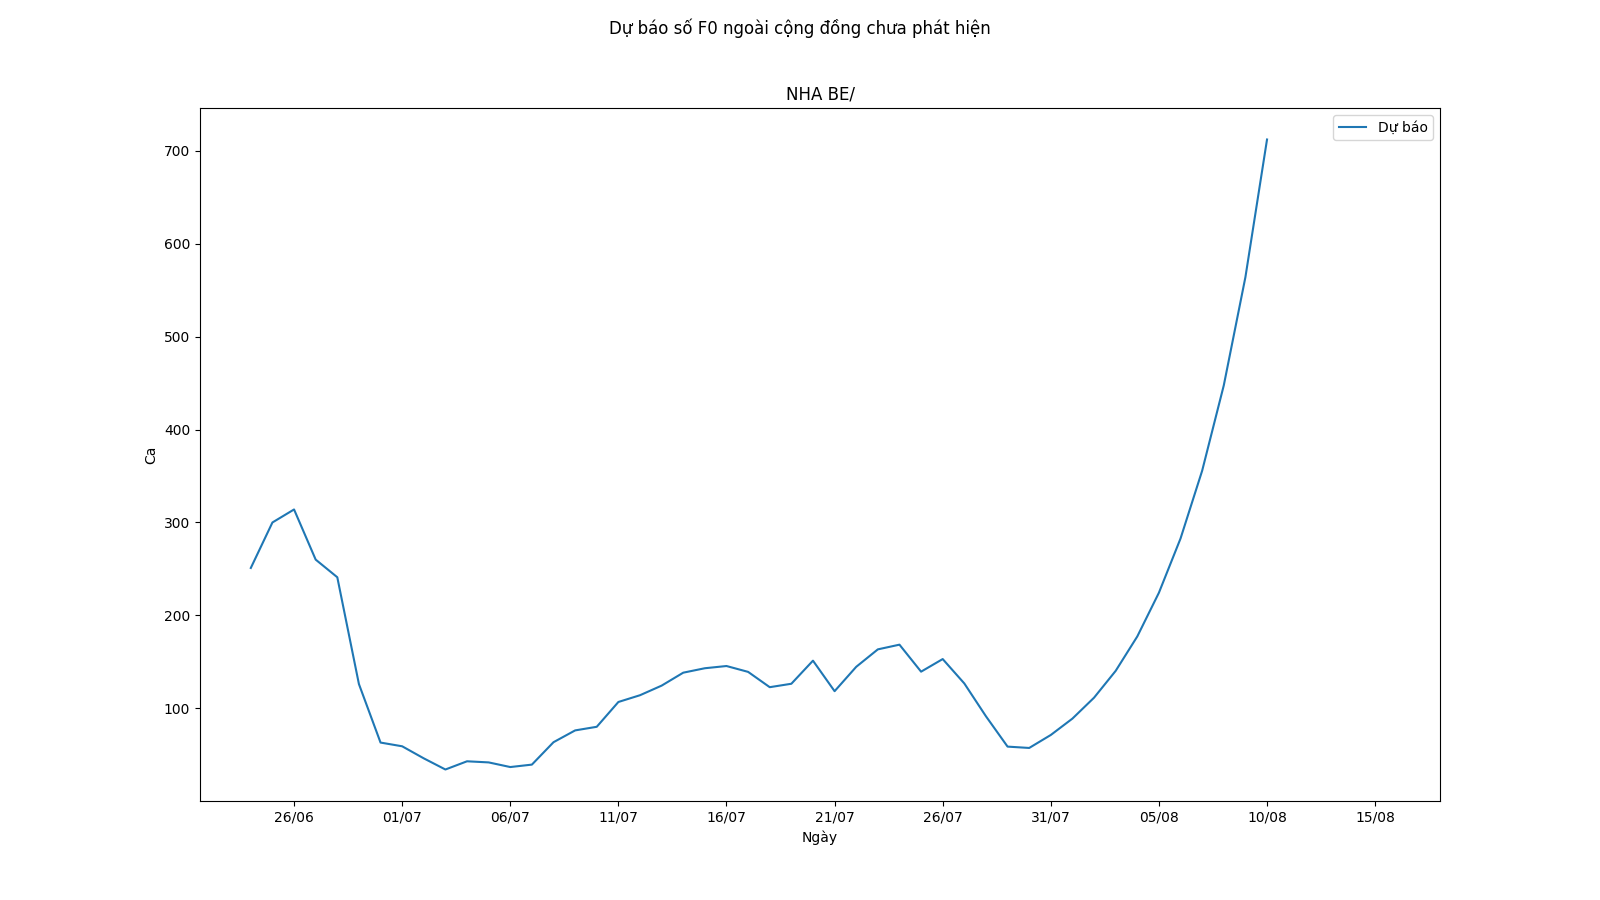 Dự báo số F0 ngoài cộng đồng chưa phát hiện
NHA BE/
Dự báo
700
600
500
400
300
200
100
Ca
26/06 01/07 06/07 11/07 16/07 21/07 26/07 31/07 05/08 10/08 15/08
Ngày